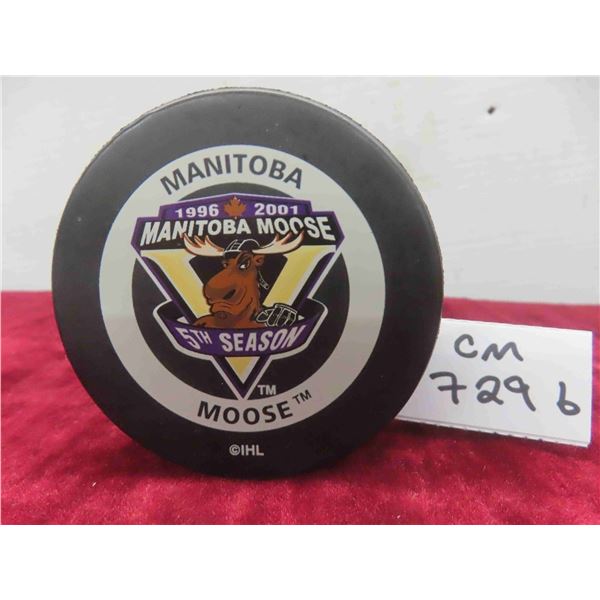 MANITOBA
1996 2001
MANITOBA MOOSE
5TH SEASON
TM
MOOSE™
©IHL
CM
729 b